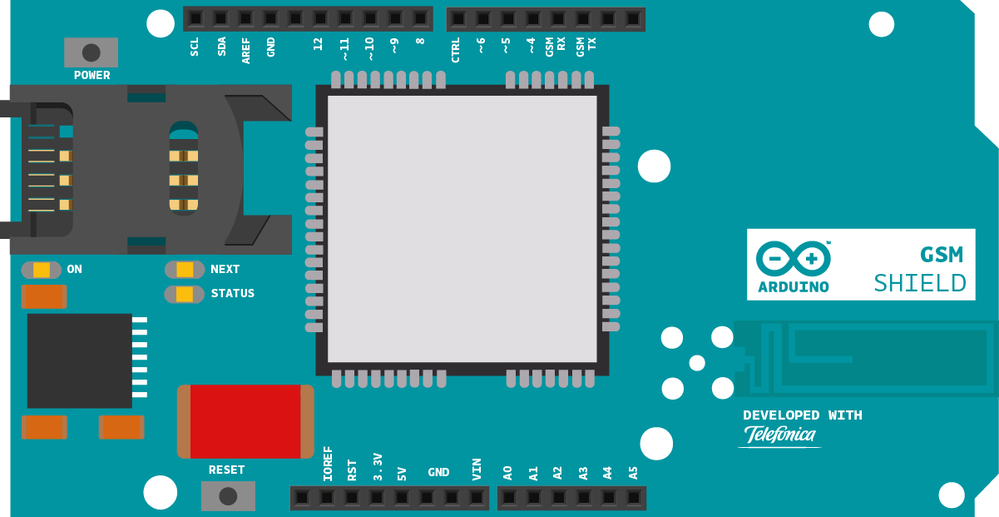 SCL
SDA
AREF
GND
12
~11
~10
~9
8
CTRL
~6
~5
~4
GSM RX
GSM TX
POWER
ON
NEXT
STATUS
ARDUINO
™
GSM
SHIELD
DEVELOPED WITH
Telefonica
RESET
IOREF
RST
3.3V
5V
GND
VIN
A0
A1
A2
A3
A4
A5